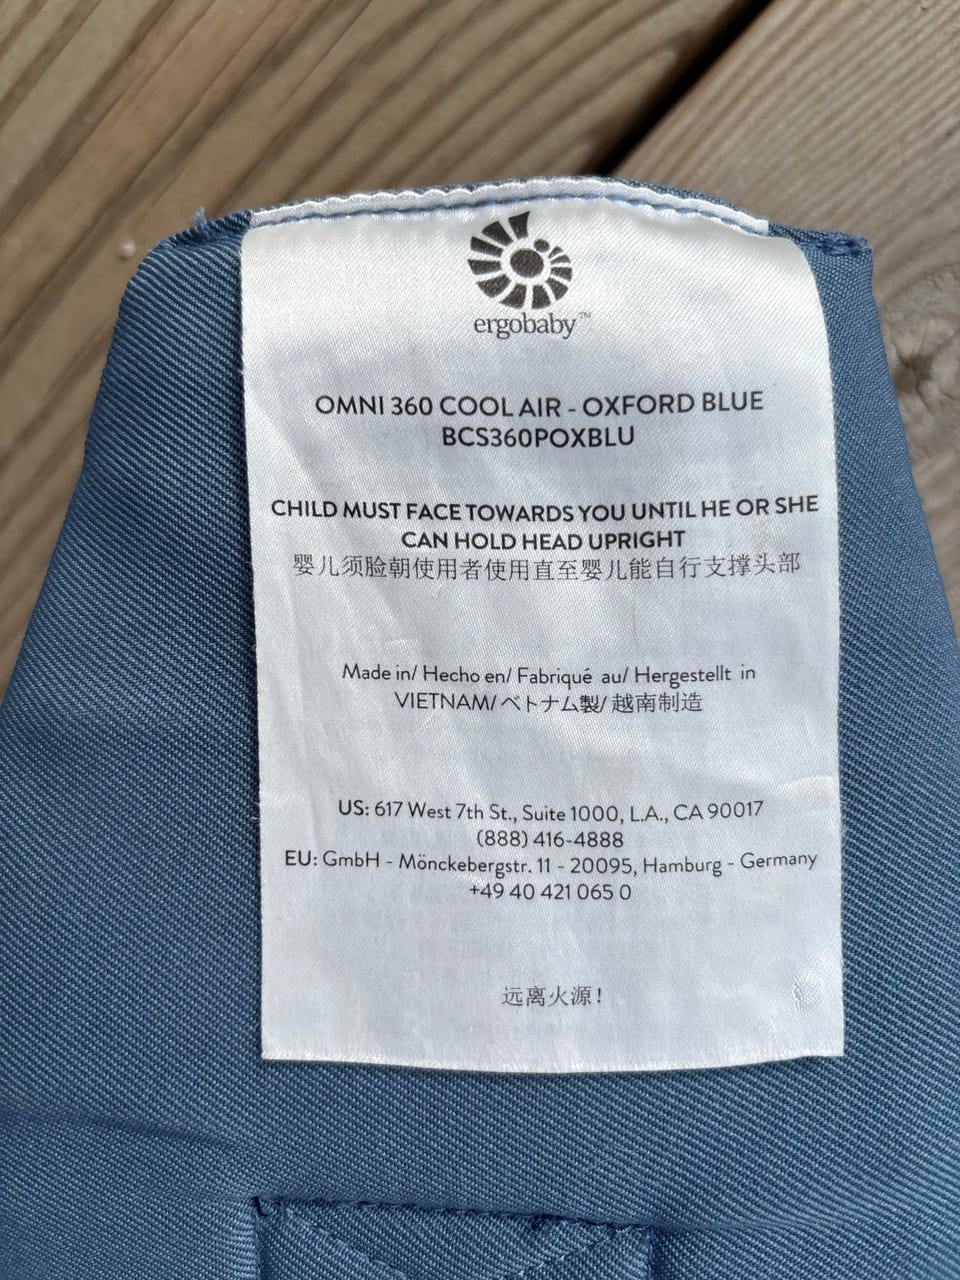 ergobaby™
OMNI 360 COOL AIR - OXFORD BLUE
BCS360POXBLU
CHILD MUST FACE TOWARDS YOU UNTIL HE OR SHE
CAN HOLD HEAD UPRIGHT
婴儿须脸朝使用者使用直至婴儿能自行支撑头部
Made in/ Hecho en/ Fabriqué au/ Hergestellt in
VIETNAM/ベトナム製/越南制造
US: 617 West 7th St., Suite 1000, L.A., CA 90017
(888) 416-4888
EU: GmbH - Mönckebergstr. 11 - 20095, Hamburg - Germany
+49 40 421 065 0
远离火源!